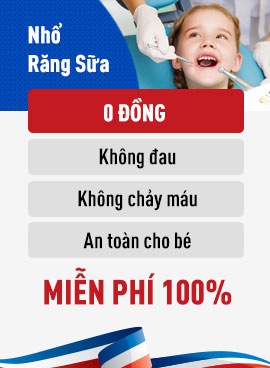 Nhổ
Răng Sữa
0 ĐỒNG
Không đau
Không chảy máu
An toàn cho bé
MIỄN PHÍ 100%